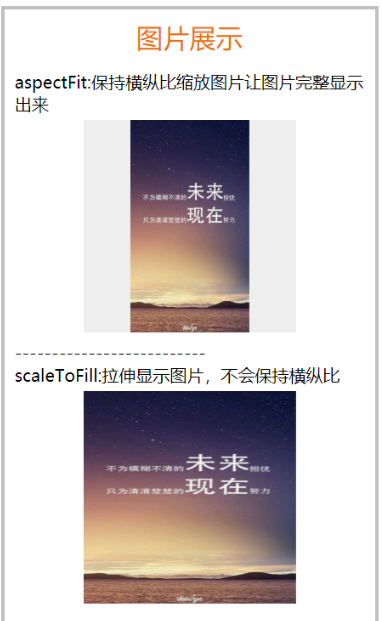 图片展示
aspectFit:保持横纵比缩放图片让图片完整显示
出来
不为模糊不清的未来担忧
只为清清楚楚的现在努力
--------------------------
scaleToFill:拉伸显示图片，不会保持横纵比
不为模糊不清的未来担忧
只为清清楚楚的现在努力